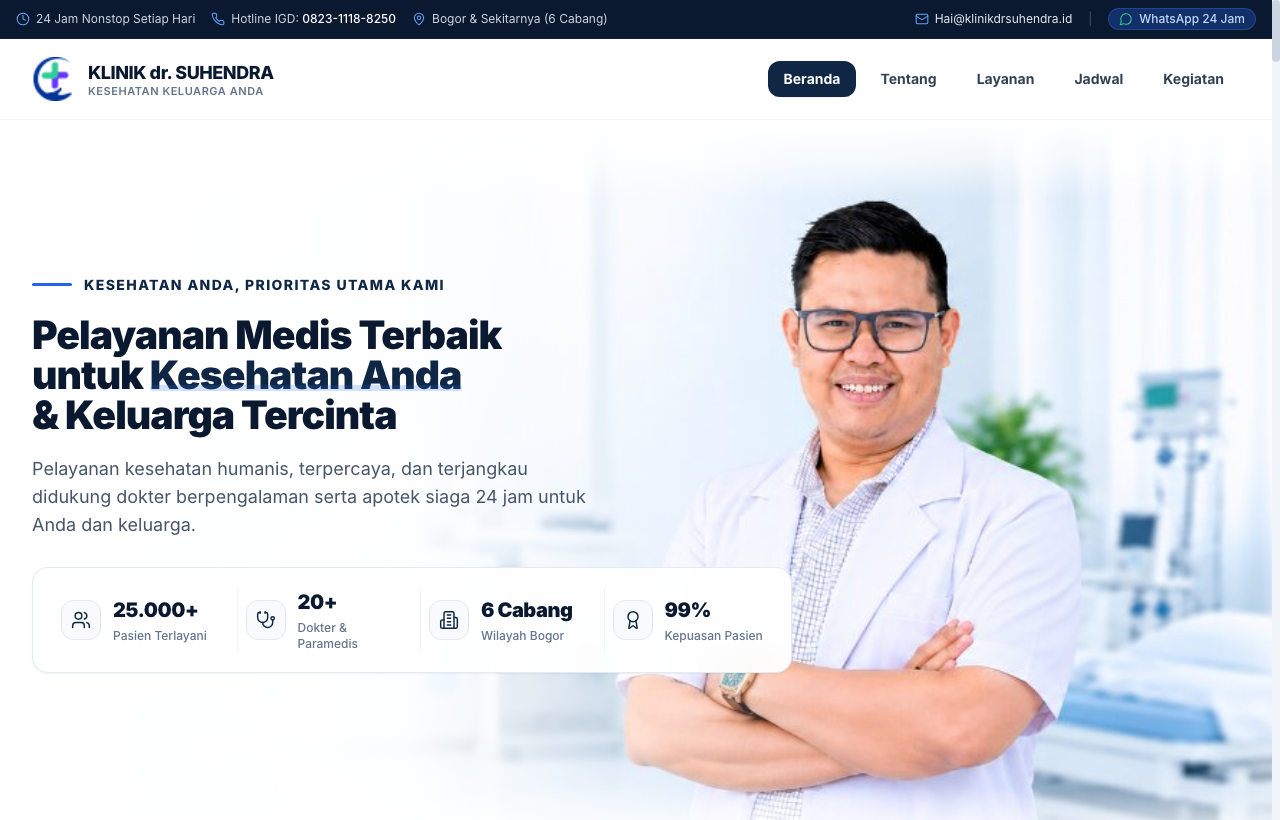 24 Jam Nonstop Setiap Hari
Hotline IGD: 0823-1118-8250
Bogor & Sekitarnya (6 Cabang)
Hai@klinikdrsuhendra.id
WhatsApp 24 Jam
KLINIK dr. SUHENDRA
KESEHATAN KELUARGA ANDA
Beranda
Tentang
Layanan
Jadwal
Kegiatan
KESEHATAN ANDA, PRIORITAS UTAMA KAMI
Pelayanan Medis Terbaik
untuk Kesehatan Anda
& Keluarga Tercinta
Pelayanan kesehatan humanis, terpercaya, dan terjangkau
didukung dokter berpengalaman serta apotek siaga 24 jam untuk
Anda dan keluarga.
25.000+
Pasien Terlayani
20+
Dokter &
Paramedis
6 Cabang
Wilayah Bogor
99%
Kepuasan Pasien